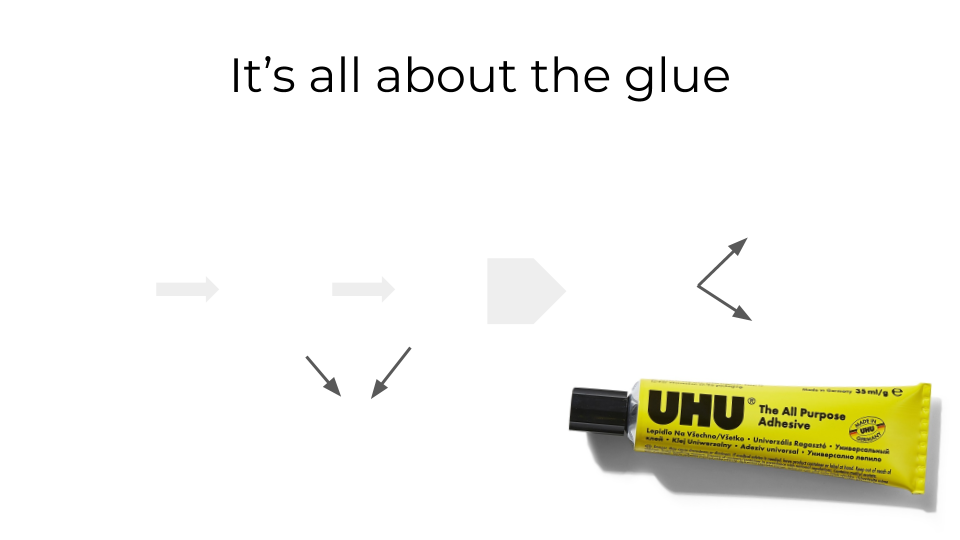 It’s all about the glue
Made in Germany 35 ml/g ℮
UHU®
The All Purpose
Adhesive
MADE IN
UHU
GERMANY
Lepidlo Na Všechno/Všetko • Univerzális Ragasztó • Универсальный
клей • Klej Uniwersalny • Adeziv universal • Универсално лепило